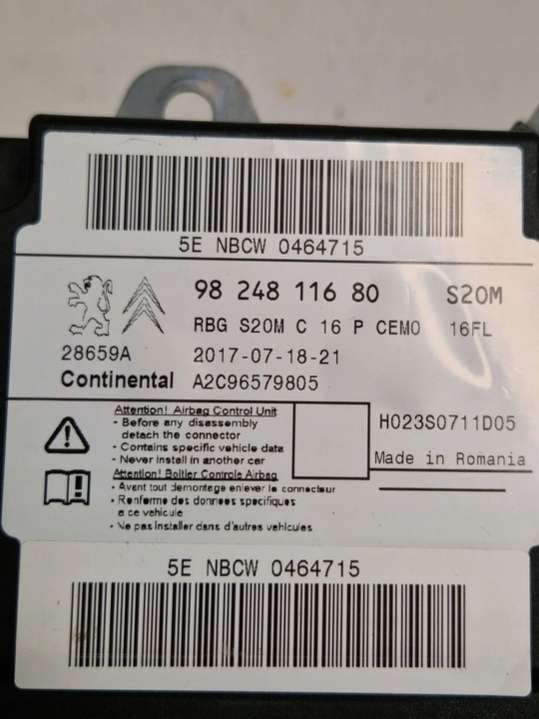 5E NBCW 0464715
98 248 116 80 S20M
RBG S20M C 16 P CEMO 16FL
28659A 2017-07-18-21
Continental A2C96579805
Attention! Airbag Control Unit
- Before any disassembly
detach the connector
- Contains specific vehicle data
- Never install in another car
H023S0711D05
Made in Romania
Attention! Boîtier Controle Airbag
- Avant tout demontage enlever le connecteur
- Renferme des donnees specifiques
a ce vehicule
- Ne pas installer dans d'autres vehicules
5E NBCW 0464715